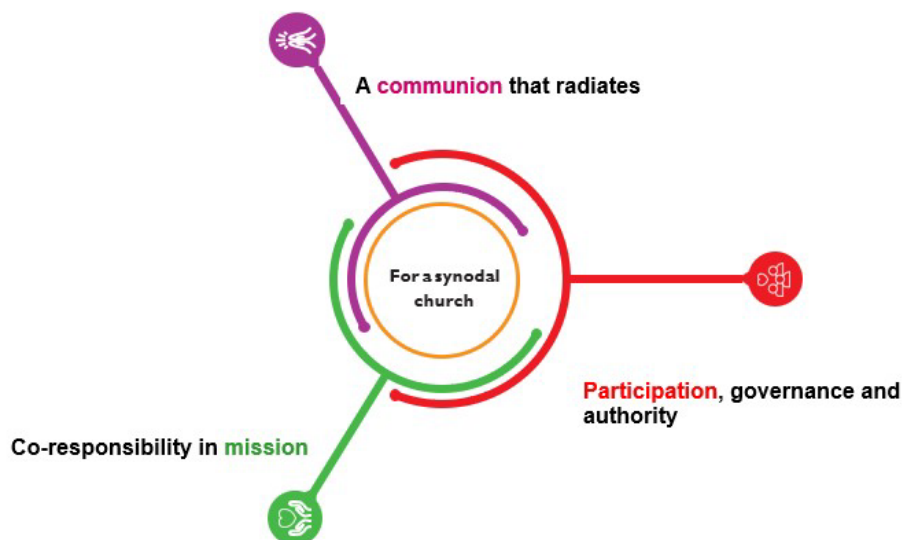 A communion that radiates
For a synodal
church
Participation, governance and
authority
Co-responsibility in mission